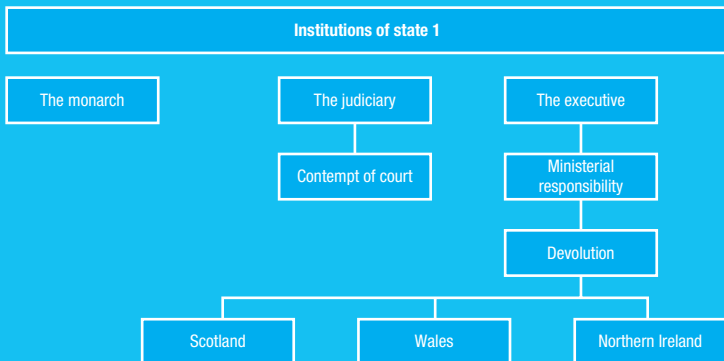 Institutions of state 1
The monarch
The judiciary
The executive
Contempt of court
Ministerial
responsibility
Devolution
Scotland
Wales
Northern Ireland